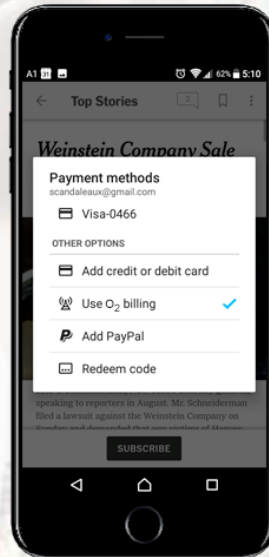 A1 31 62% 5:10
Top Stories 2
Weinstein Company Sale
Payment methods
scandaleaux@gmail.com
Visa-0466
OTHER OPTIONS
Add credit or debit card
Use O₂ billing
Add PayPal
Redeem code
speaking to reporters in August. Mr. Schneiderman
filed a lawsuit against the Weinstein Company on
Sunday and demanded that any victims of Harvey
SUBSCRIBE